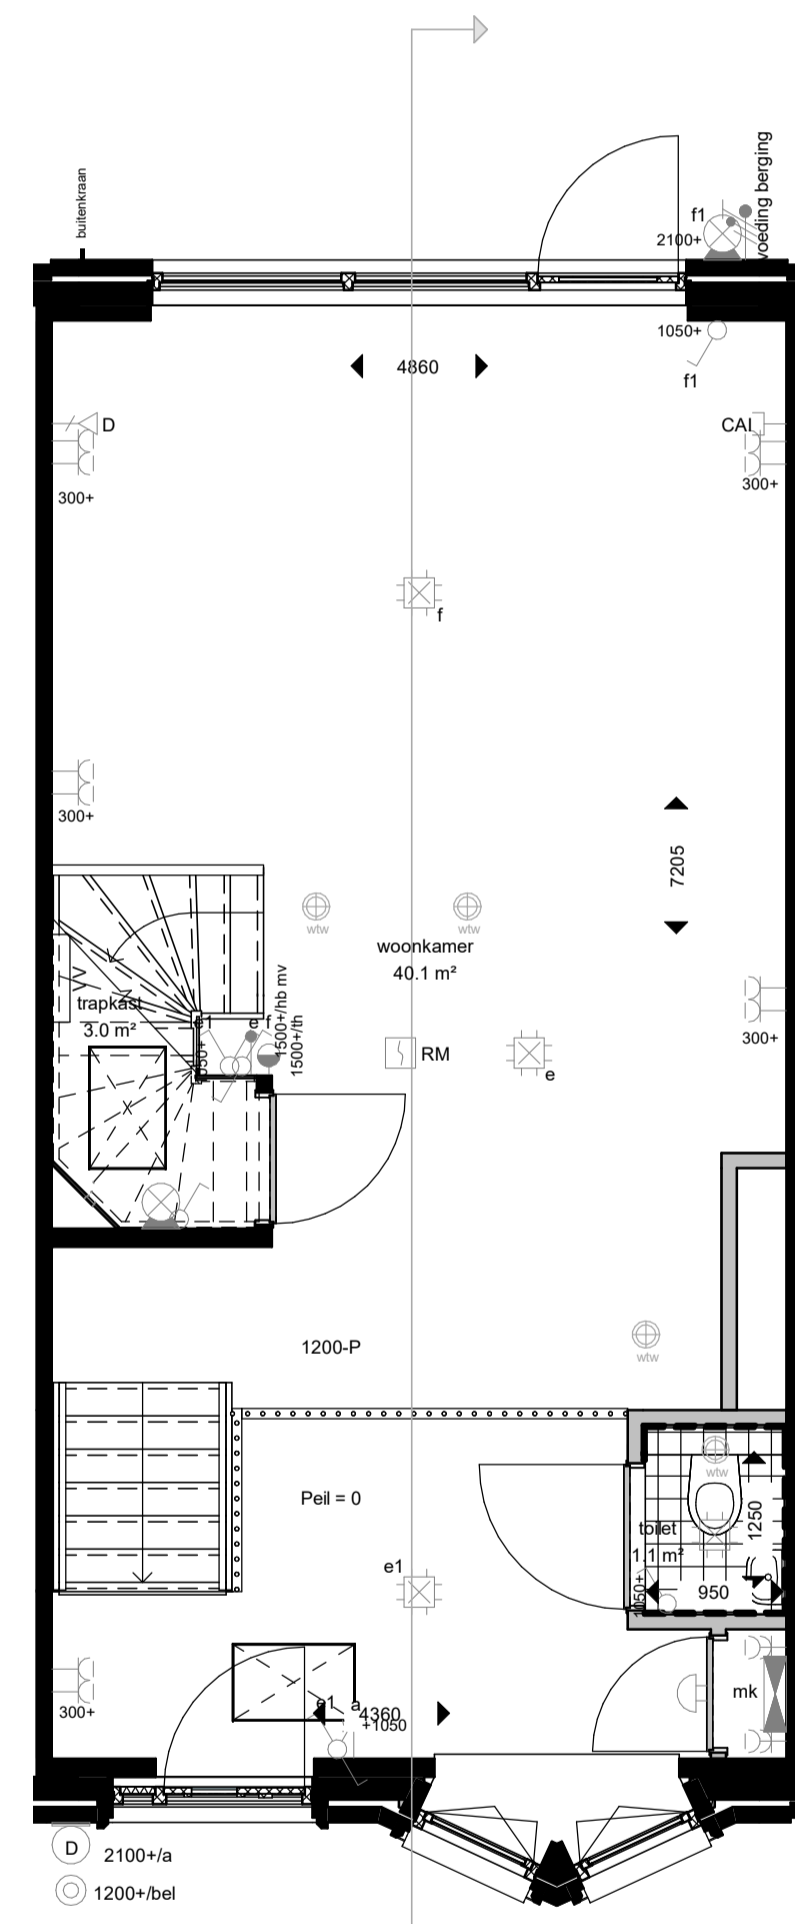 buitenkraan
voeding berging
f1
2100+
1050+
f1
4860
D
CAI
300+
300+
f
300+
7205
wtw
wtw
woonkamer
40.1 m²
trapkast
3.0 m²
e f
1500+/hb mv
1500+/th
300+
RM
e
1200-P
wtw
Peil = 0
wtw
toilet
1.1 m²
1250
950
1050+
e1
300+
e1 a
4360
+1050
mk
D
2100+/a
1200+/bel